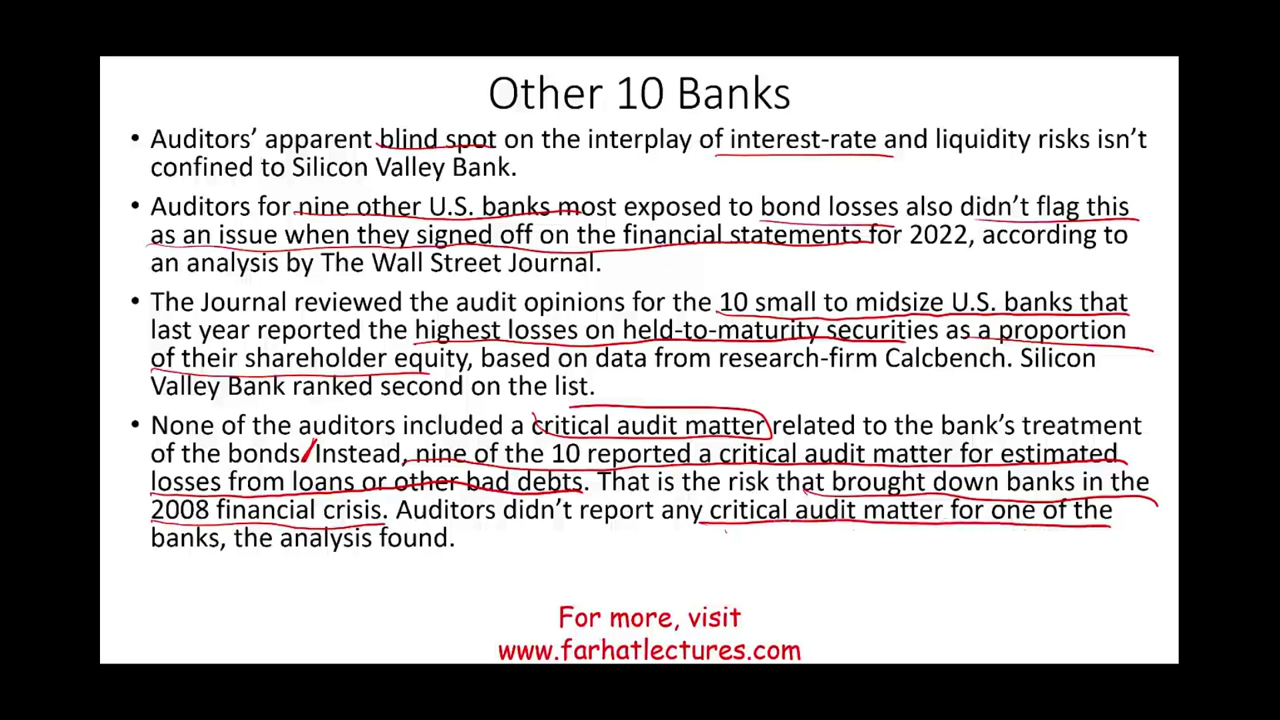 Other 10 Banks
• Auditors’ apparent blind spot on the interplay of interest-rate and liquidity risks isn’t
confined to Silicon Valley Bank.
• Auditors for nine other U.S. banks most exposed to bond losses also didn’t flag this
as an issue when they signed off on the financial statements for 2022, according to
an analysis by The Wall Street Journal.
• The Journal reviewed the audit opinions for the 10 small to midsize U.S. banks that
last year reported the highest losses on held-to-maturity securities as a proportion
of their shareholder equity, based on data from research-firm Calcbench. Silicon
Valley Bank ranked second on the list.
• None of the auditors included a critical audit matter related to the bank’s treatment
of the bonds Instead, nine of the 10 reported a critical audit matter for estimated
losses from loans or other bad debts. That is the risk that brought down banks in the
2008 financial crisis. Auditors didn’t report any critical audit matter for one of the
banks, the analysis found.
For more, visit
www.farhatlectures.com